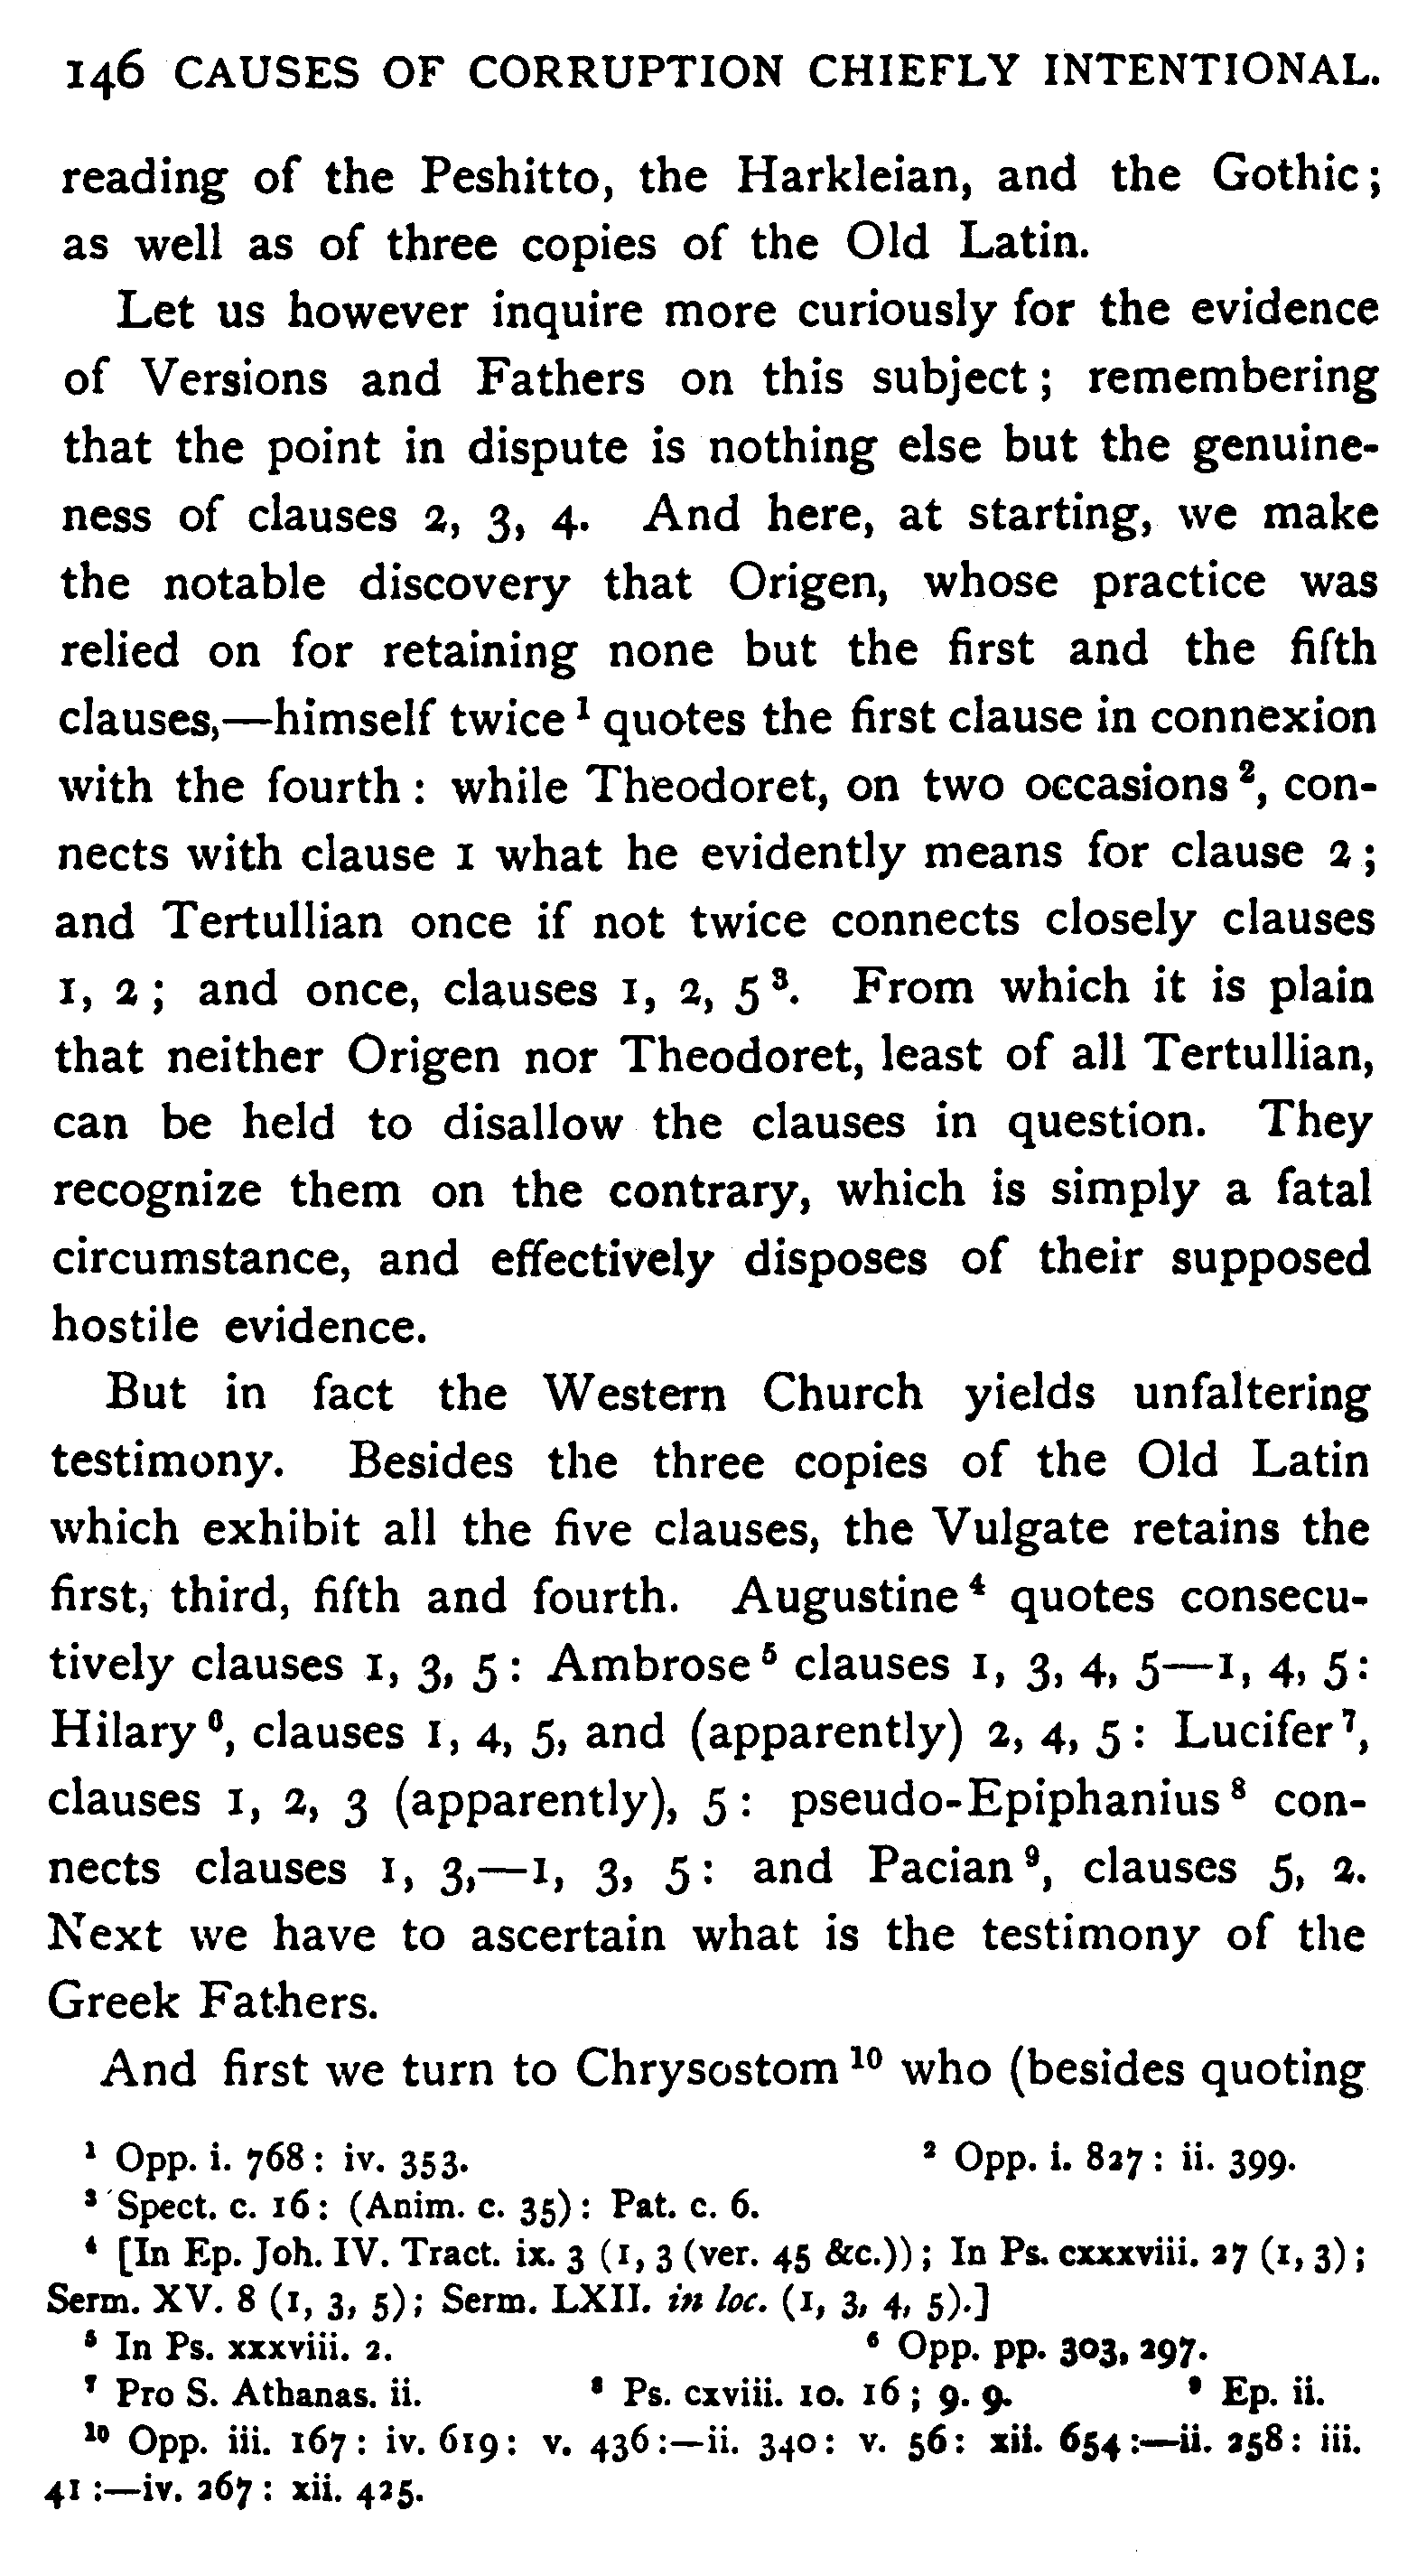 146 CAUSES OF CORRUPTION CHIEFLY INTENTIONAL.
reading of the Peshitto, the Harkleian, and the Gothic;
as well as of three copies of the Old Latin.
Let us however inquire more curiously for the evidence
of Versions and Fathers on this subject; remembering
that the point in dispute is nothing else but the genuine-
ness of clauses 2, 3, 4. And here, at starting, we make
the notable discovery that Origen, whose practice was
relied on for retaining none but the first and the fifth
clauses,—himself twice ¹ quotes the first clause in connexion
with the fourth: while Theodoret, on two occasions ², con-
nects with clause 1 what he evidently means for clause 2;
and Tertullian once if not twice connects closely clauses
1, 2; and once, clauses 1, 2, 5 ³. From which it is plain
that neither Origen nor Theodoret, least of all Tertullian,
can be held to disallow the clauses in question. They
recognize them on the contrary, which is simply a fatal
circumstance, and effectively disposes of their supposed
hostile evidence.
But in fact the Western Church yields unfaltering
testimony. Besides the three copies of the Old Latin
which exhibit all the five clauses, the Vulgate retains the
first, third, fifth and fourth. Augustine ⁴ quotes consecu-
tively clauses 1, 3, 5: Ambrose ⁵ clauses 1, 3, 4, 5—1, 4, 5:
Hilary ⁶, clauses 1, 4, 5, and (apparently) 2, 4, 5: Lucifer ⁷,
clauses 1, 2, 3 (apparently), 5: pseudo-Epiphanius ⁸ con-
nects clauses 1, 3,—1, 3, 5: and Pacian ⁹, clauses 5, 2.
Next we have to ascertain what is the testimony of the
Greek Fathers.
And first we turn to Chrysostom ¹⁰ who (besides quoting
¹ Opp. i. 768: iv. 353. ² Opp. i. 827: ii. 399.
³ Spect. c. 16: (Anim. c. 35): Pat. c. 6.
⁴ [In Ep. Joh. IV. Tract. ix. 3 (1, 3 (ver. 45 &c.)); In Ps. cxxxviii. 27 (1, 3);
Serm. XV. 8 (1, 3, 5); Serm. LXII. in loc. (1, 3, 4, 5).]
⁵ In Ps. xxxviii. 2. ⁶ Opp. pp. 303, 297.
⁷ Pro S. Athanas. ii. ⁸ Ps. cxviii. 10. 16; 9. 9. ⁹ Ep. ii.
¹⁰ Opp. iii. 167: iv. 619: v. 436:—ii. 340: v. 56: xii. 654:—ii. 258: iii.
41:—iv. 267: xii. 425.